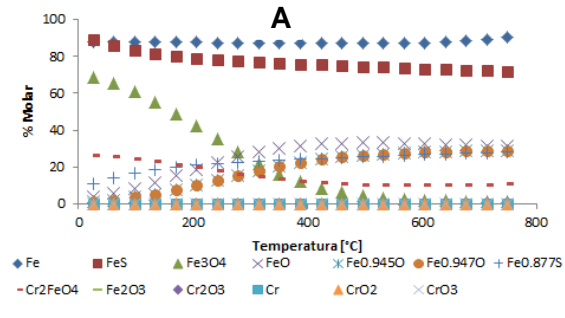 A
100
80
60
40
20
0
% Molar
0 200 400 600 800
Temperatura [°C]
Fe FeS Fe3O4 FeO Fe0.945O Fe0.947O Fe0.877S
Cr2FeO4 Fe2O3 Cr2O3 Cr CrO2 CrO3